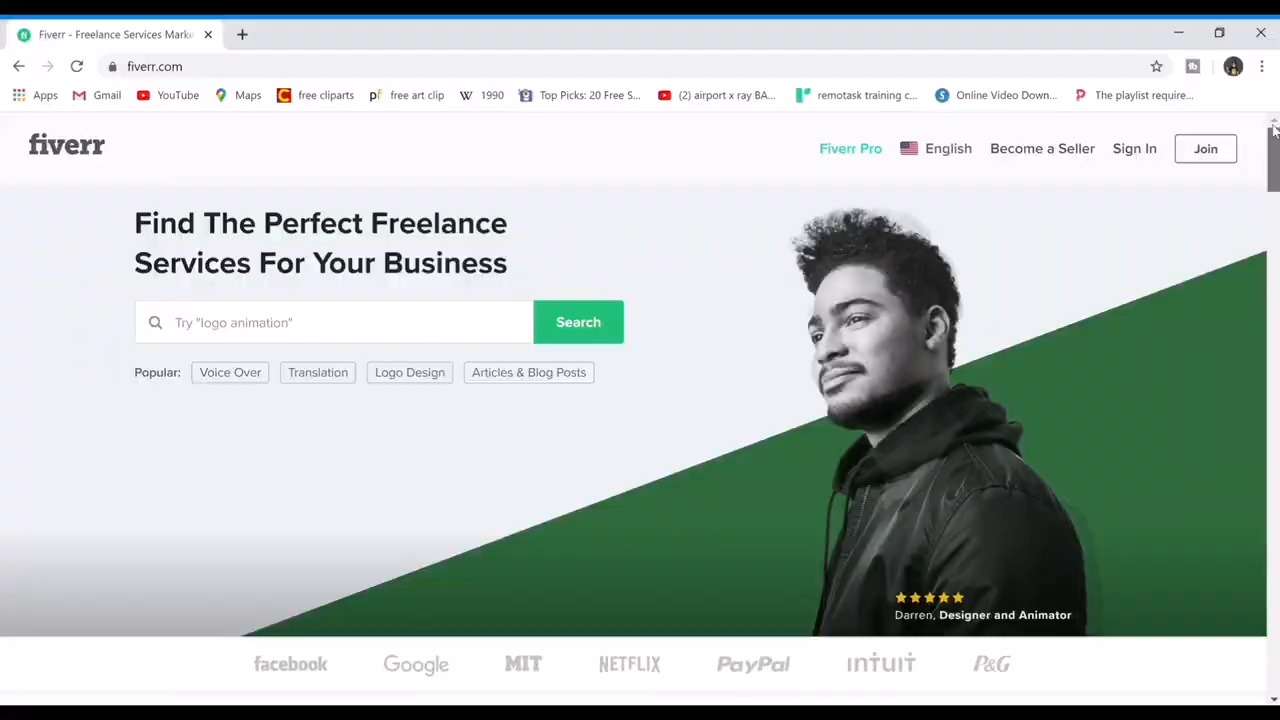 Fiverr - Freelance Services Marke
fiverr.com
Apps Gmail YouTube Maps free cliparts free art clip 1990 Top Picks: 20 Free S... (2) airport x ray BA... remotask training c... Online Video Down... The playlist require...
fiverr Fiverr Pro English Become a Seller Sign In Join
Find The Perfect Freelance
Services For Your Business
Try "logo animation" Search
Popular: Voice Over Translation Logo Design Articles & Blog Posts
Darren, Designer and Animator
facebook Google MIT NETFLIX PayPal intuit P&G